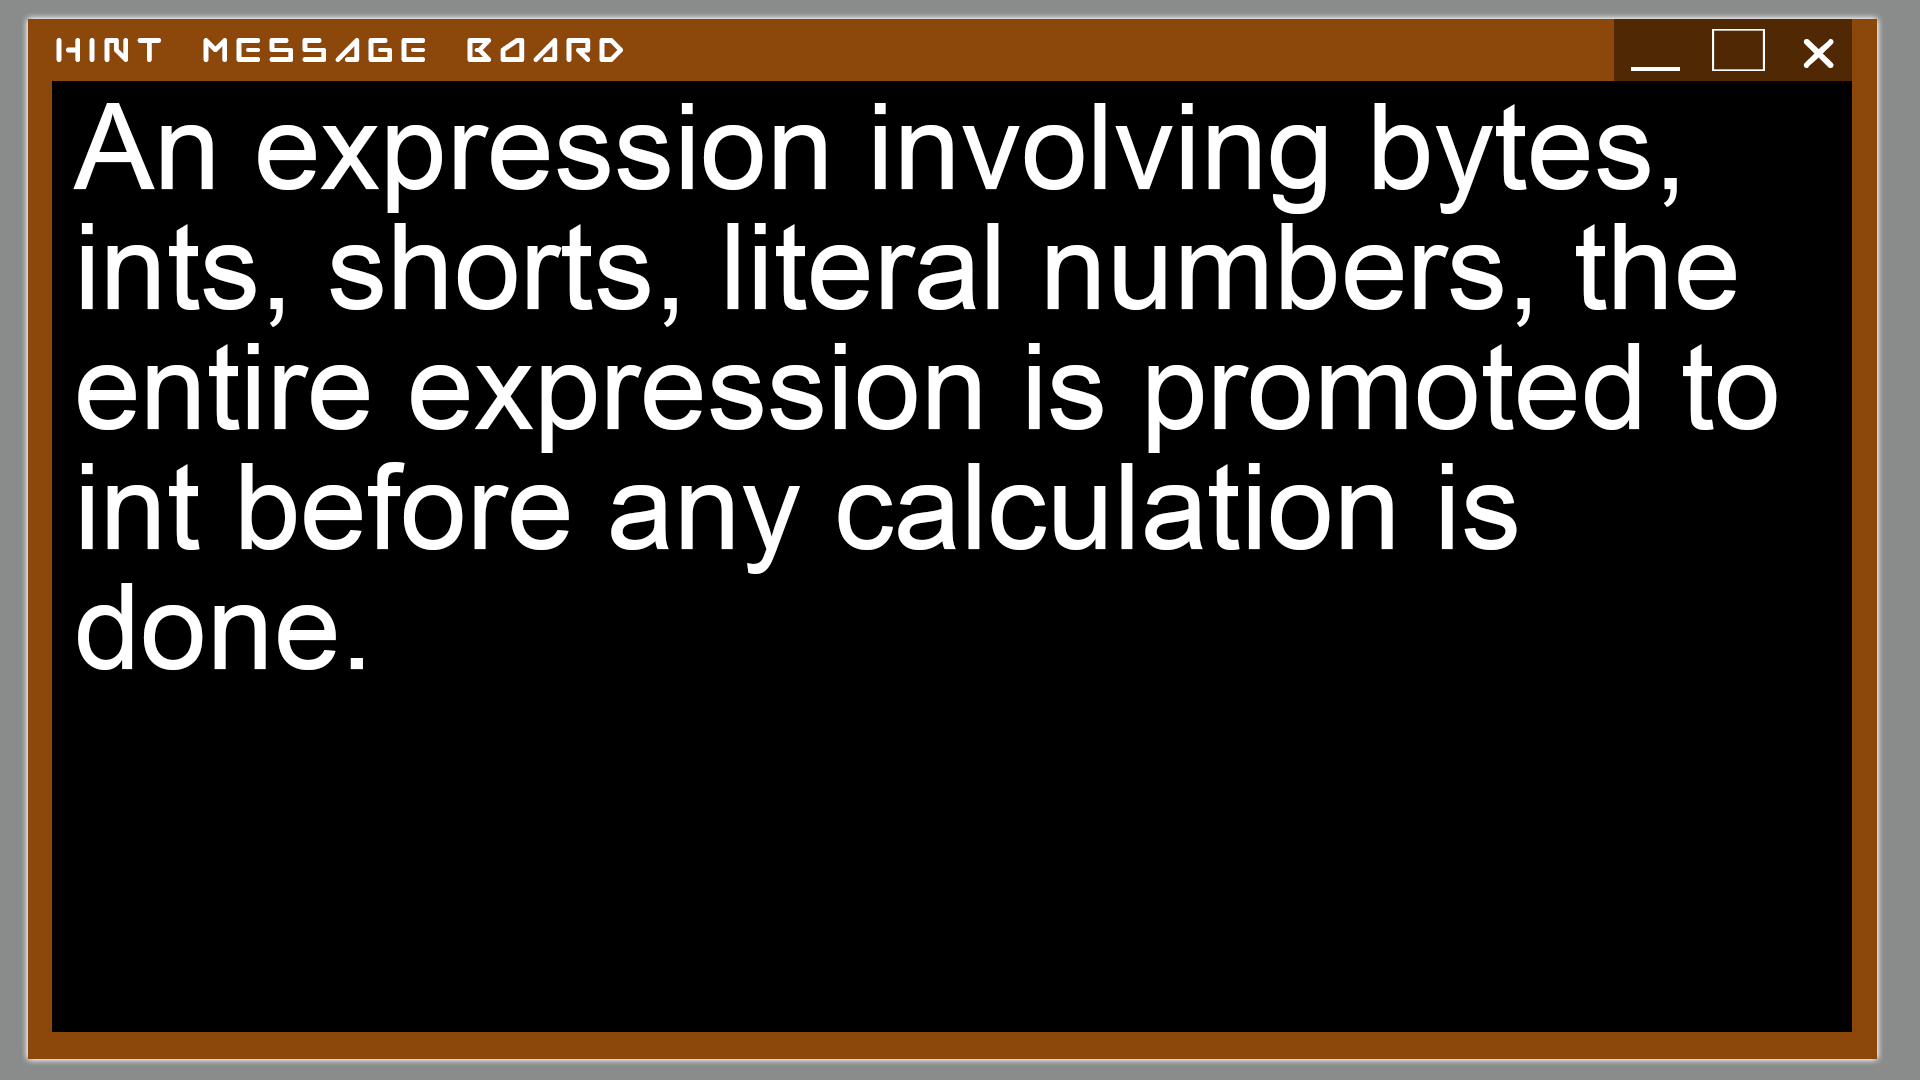 HINT MESSAGE BOARD
An expression involving bytes,
ints, shorts, literal numbers, the
entire expression is promoted to
int before any calculation is
done.